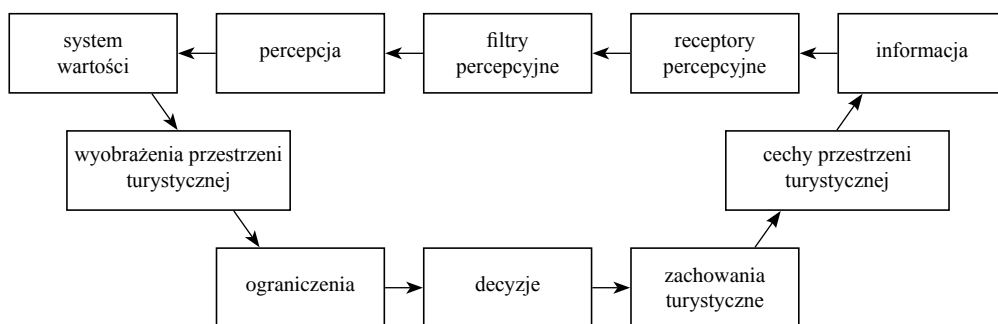 system
wartości
percepcja
filtry
percepcyjne
receptory
percepcyjne
informacja
wyobrażenia przestrzeni
turystycznej
cechy przestrzeni
turystycznej
ograniczenia
decyzje
zachowania
turystyczne